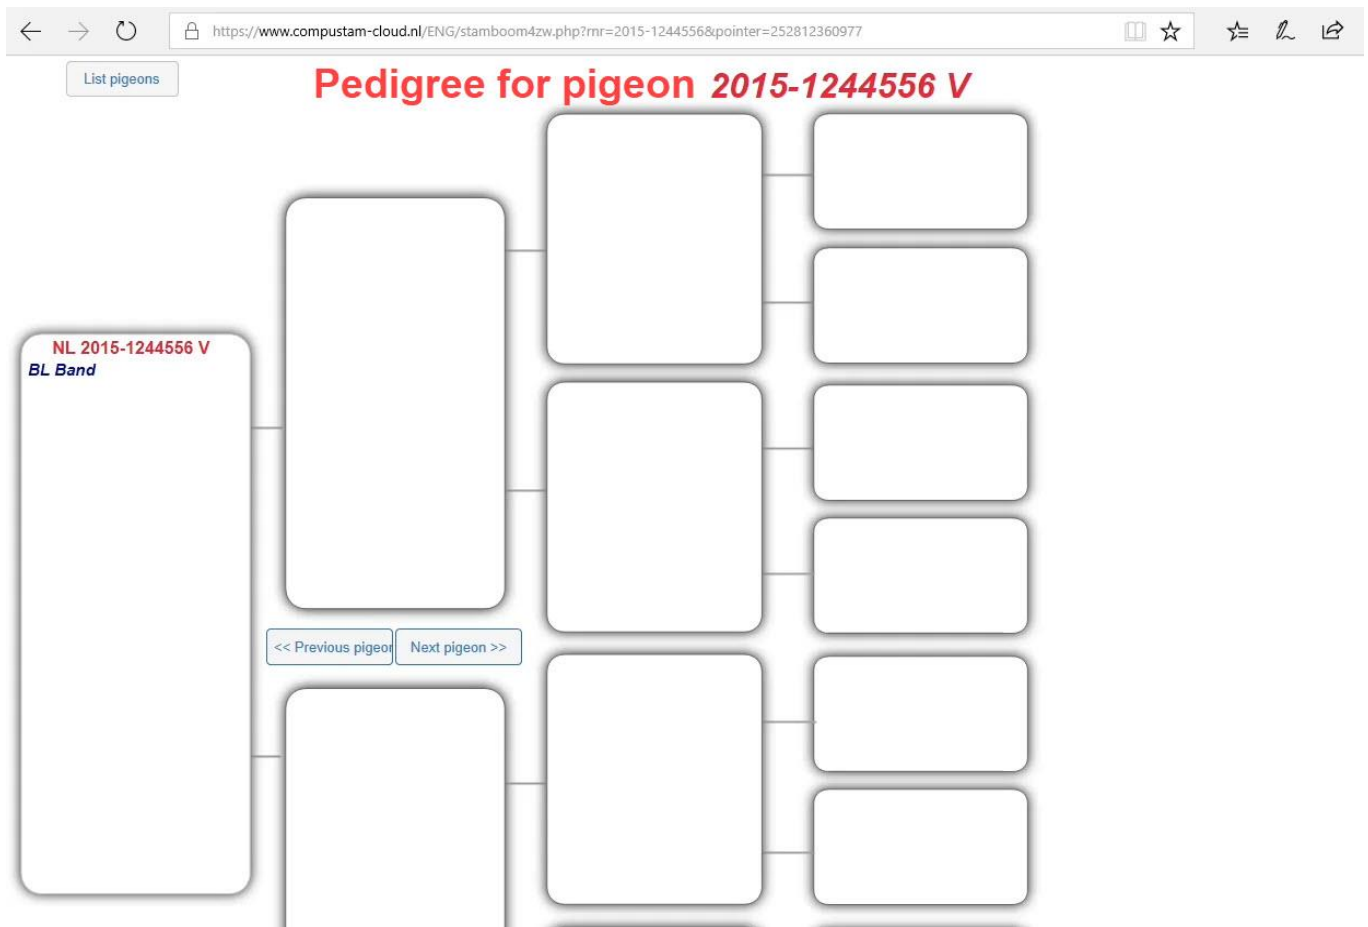 https://www.compustam-cloud.nl/ENG/stamboom4zw.php?rnr=2015-1244556&pointer=252812360977
List pigeons
Pedigree for pigeon 2015-1244556 V
NL 2015-1244556 V
BL Band
<< Previous pigeon
Next pigeon >>